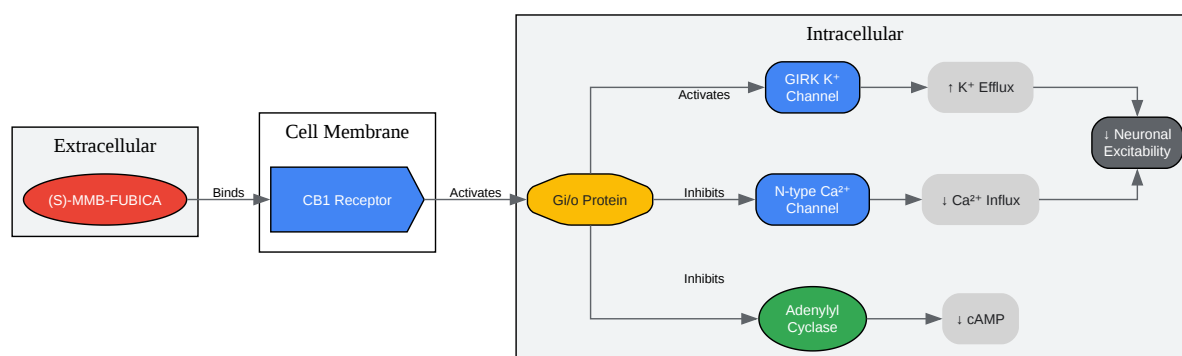 Extracellular
(S)-MMB-FUBICA
Binds
Cell Membrane
CB1 Receptor
Activates
Intracellular
Gi/o Protein
Activates
GIRK K⁺
Channel
↑ K⁺ Efflux
Inhibits
N-type Ca²⁺
Channel
↓ Ca²⁺ Influx
↓ Neuronal
Excitability
Inhibits
Adenylyl
Cyclase
↓ cAMP